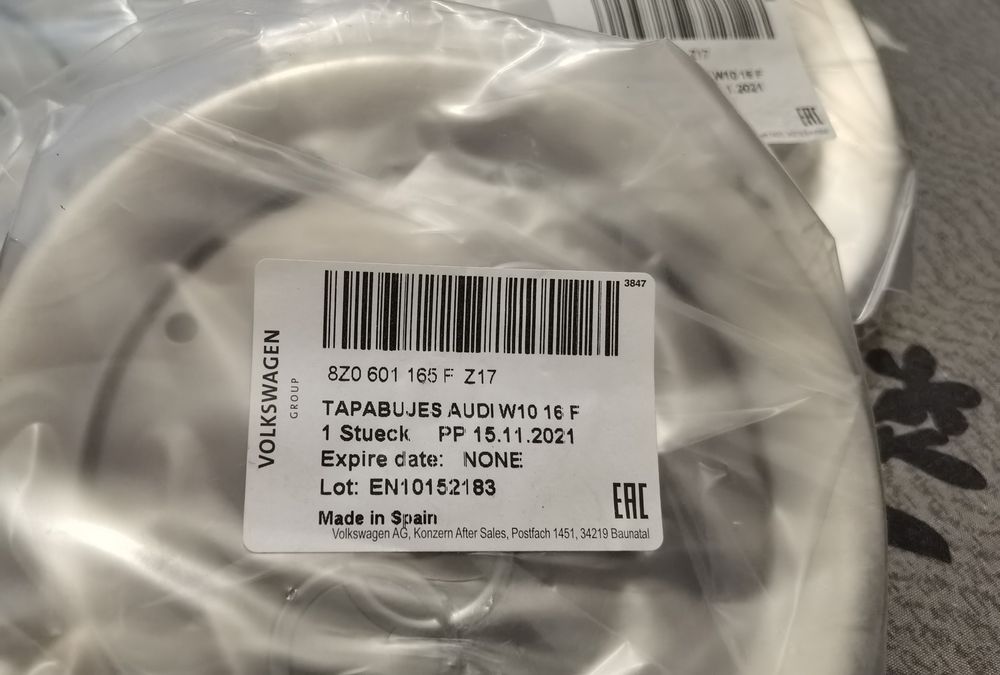 Z17
W10 16 F
1.2021
EAC
3847
VOLKSWAGEN
GROUP
8Z0 601 165 F Z17
TAPABUJES AUDI W10 16 F
1 Stueck PP 15.11.2021
Expire date: NONE
Lot: EN10152183
EAC
Made in Spain
Volkswagen AG, Konzern After Sales, Postfach 1451, 34219 Baunatal